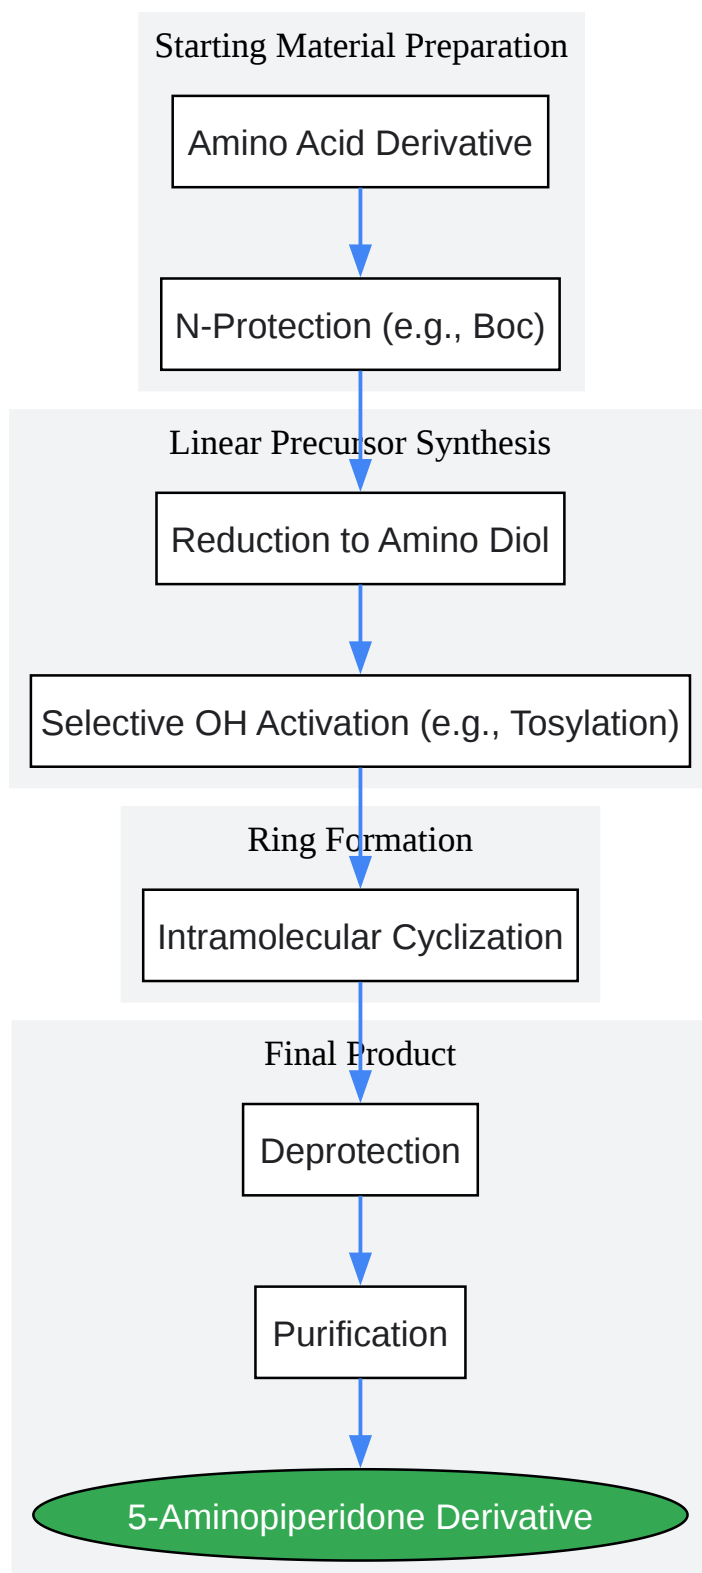 Starting Material Preparation
Amino Acid Derivative
N-Protection (e.g., Boc)
Linear Precursor Synthesis
Reduction to Amino Diol
Selective OH Activation (e.g., Tosylation)
Ring Formation
Intramolecular Cyclization
Final Product
Deprotection
Purification
5-Aminopiperidone Derivative